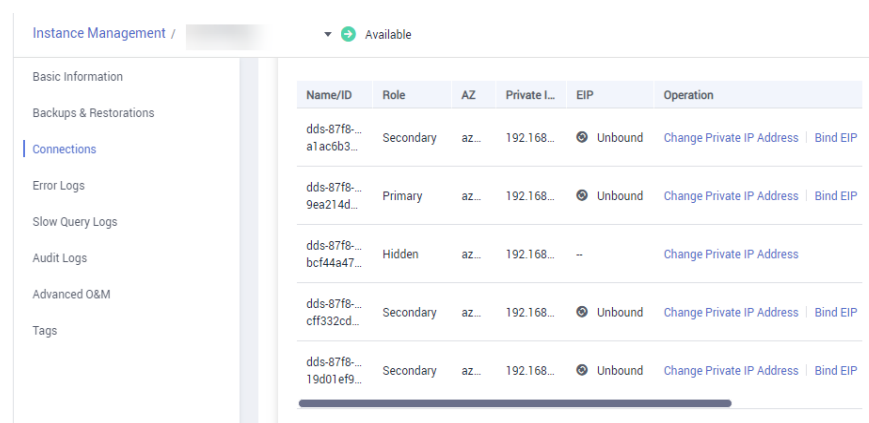 Instance Management /
Available
Basic Information
Backups & Restorations
Connections
Error Logs
Slow Query Logs
Audit Logs
Advanced O&M
Tags
Name/ID Role AZ Private I... EIP Operation
dds-87f8-...
a1ac6b3... Secondary az... 192.168... Unbound Change Private IP Address Bind EIP
dds-87f8-...
9ea214d... Primary az... 192.168... Unbound Change Private IP Address Bind EIP
dds-87f8-...
bcf44a47... Hidden az... 192.168... -- Change Private IP Address
dds-87f8-...
cff332cd... Secondary az... 192.168... Unbound Change Private IP Address Bind EIP
dds-87f8-...
19d01ef9... Secondary az... 192.168... Unbound Change Private IP Address Bind EIP